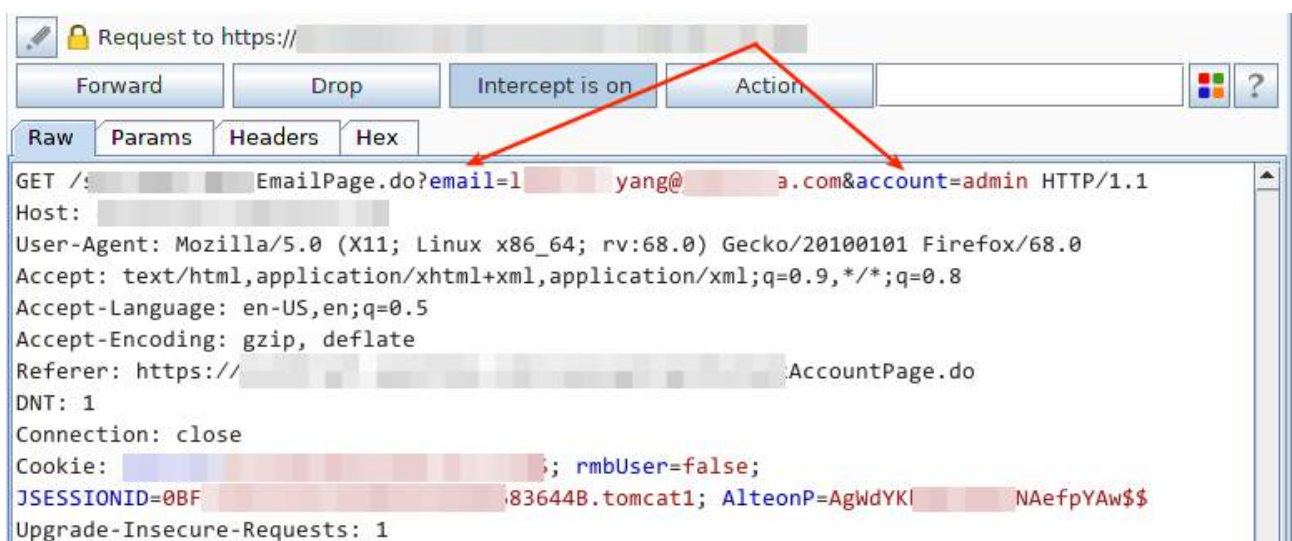 Request to https://
Forward Drop Intercept is on Action ?
Raw Params Headers Hex
GET / EmailPage.do?email=l yang@ a.com&account=admin HTTP/1.1
Host:
User-Agent: Mozilla/5.0 (X11; Linux x86_64; rv:68.0) Gecko/20100101 Firefox/68.0
Accept: text/html,application/xhtml+xml,application/xml;q=0.9,*/*;q=0.8
Accept-Language: en-US,en;q=0.5
Accept-Encoding: gzip, deflate
Referer: https:// AccountPage.do
DNT: 1
Connection: close
Cookie: ; rmbUser=false;
JSESSIONID=0BF 83644B.tomcat1; AlteonP=AgWdYK NAefpYAw$$
Upgrade-Insecure-Requests: 1